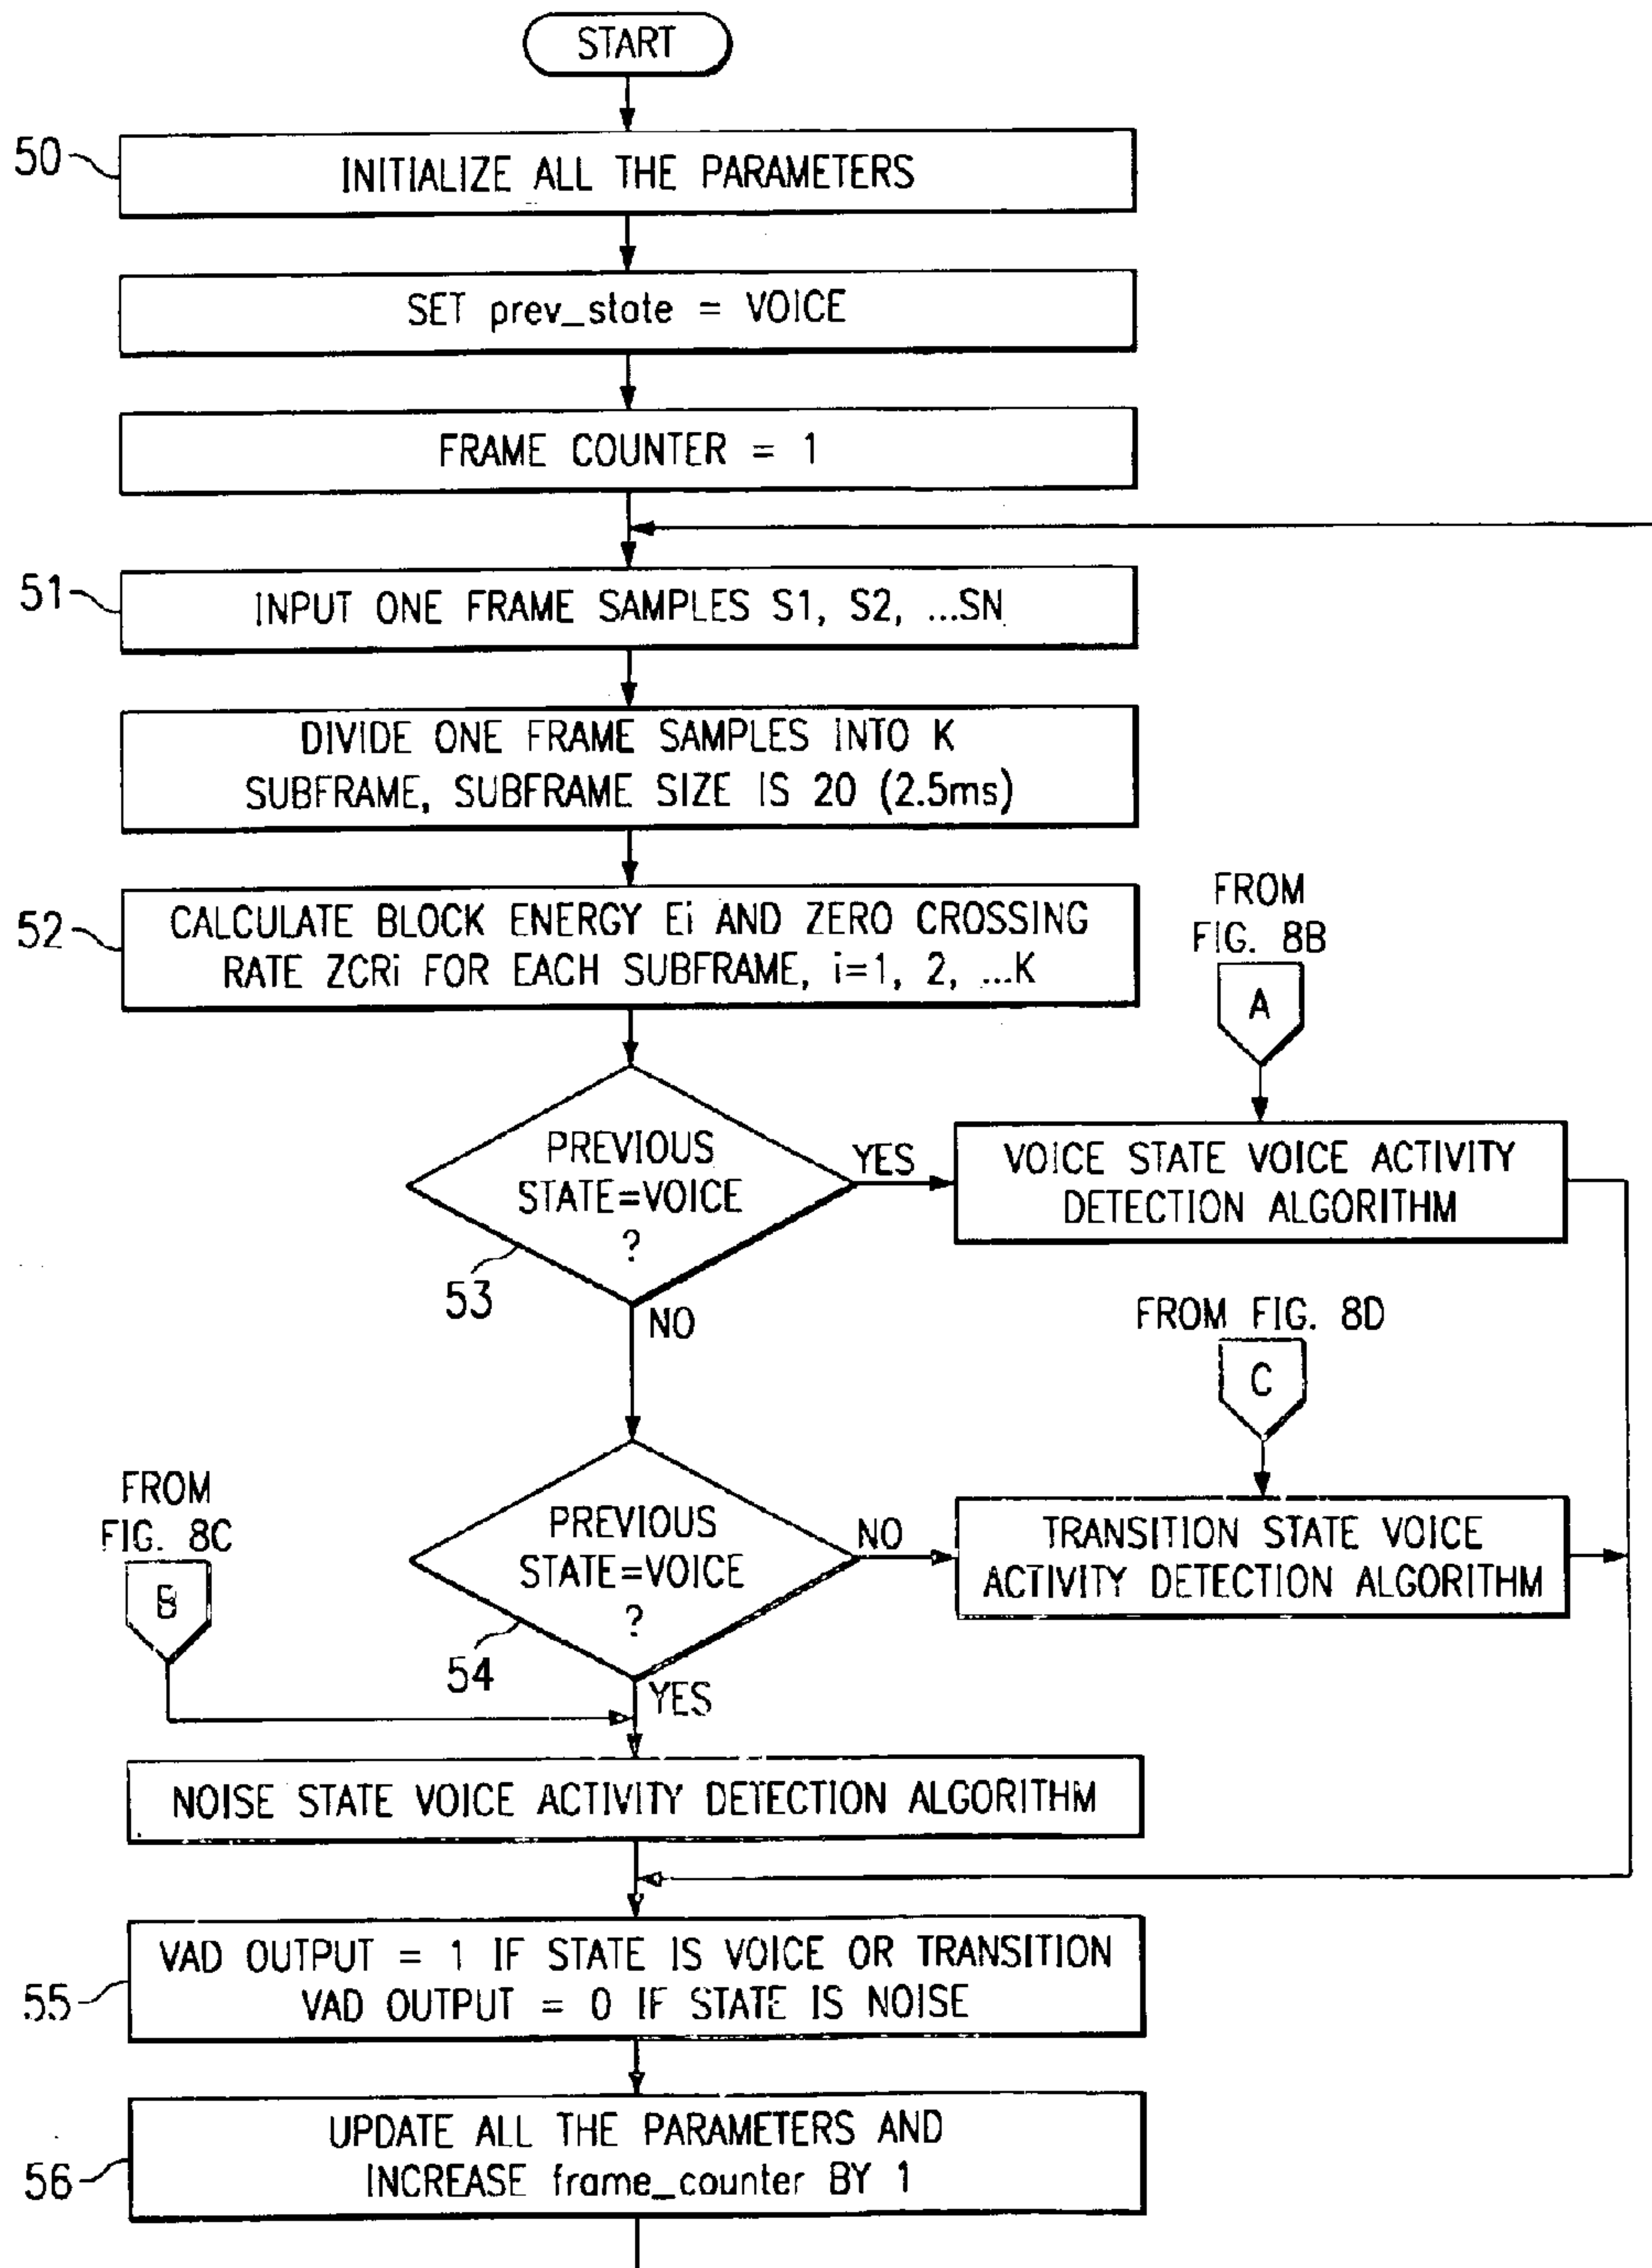 START
50
INITIALIZE ALL THE PARAMETERS
SET prev_state = VOICE
FRAME COUNTER = 1
51
INPUT ONE FRAME SAMPLES S1, S2, ...SN
DIVIDE ONE FRAME SAMPLES INTO K
SUBFRAME, SUBFRAME SIZE IS 20 (2.5ms)
52
CALCULATE BLOCK ENERGY Ei AND ZERO CROSSING
RATE ZCRi FOR EACH SUBFRAME, i=1, 2, ...K
FROM
FIG. 8B
A
PREVIOUS
STATE=VOICE
?
53
YES
NO
VOICE STATE VOICE ACTIVITY
DETECTION ALGORITHM
FROM FIG. 8D
C
FROM
FIG. 8C
B
PREVIOUS
STATE=VOICE
?
54
NO
YES
TRANSITION STATE VOICE
ACTIVITY DETECTION ALGORITHM
NOISE STATE VOICE ACTIVITY DETECTION ALGORITHM
55
VAD OUTPUT = 1 IF STATE IS VOICE OR TRANSITION
VAD OUTPUT = 0 IF STATE IS NOISE
56
UPDATE ALL THE PARAMETERS AND
INCREASE frame_counter BY 1